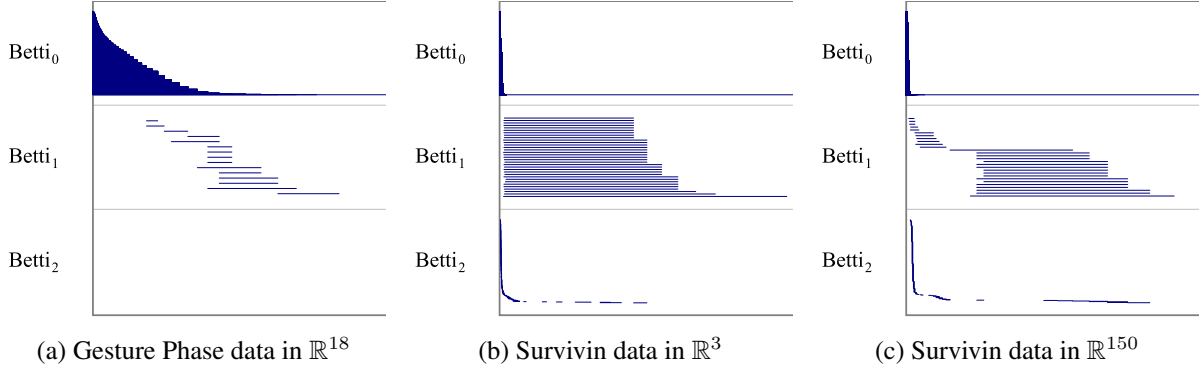 Betti₀
Betti₁
Betti₂
(a) Gesture Phase data in ℝ¹⁸
Betti₀
Betti₁
Betti₂
(b) Survivin data in ℝ³
Betti₀
Betti₁
Betti₂
(c) Survivin data in ℝ¹⁵⁰